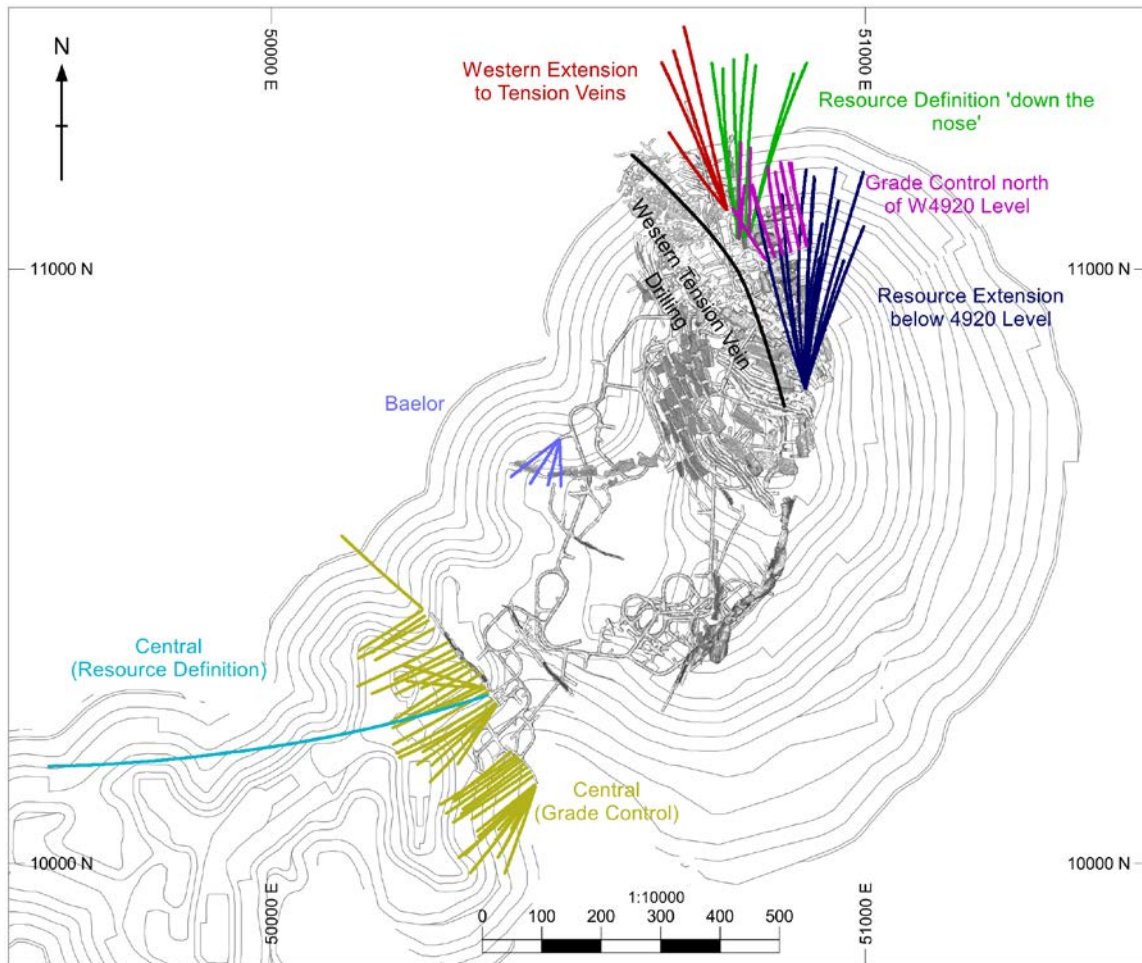 50000 E
51000 E
N
Western Extension
to Tension Veins
Resource Definition 'down the
nose'
Grade Control north
of W4920 Level
11000 N
11000 N
Western Tension Vein
Drilling
Resource Extension
below 4920 Level
Baelor
Central
(Resource Definition)
Central
(Grade Control)
10000 N
10000 N
50000 E
51000 E
1:10000
0 100 200 300 400 500